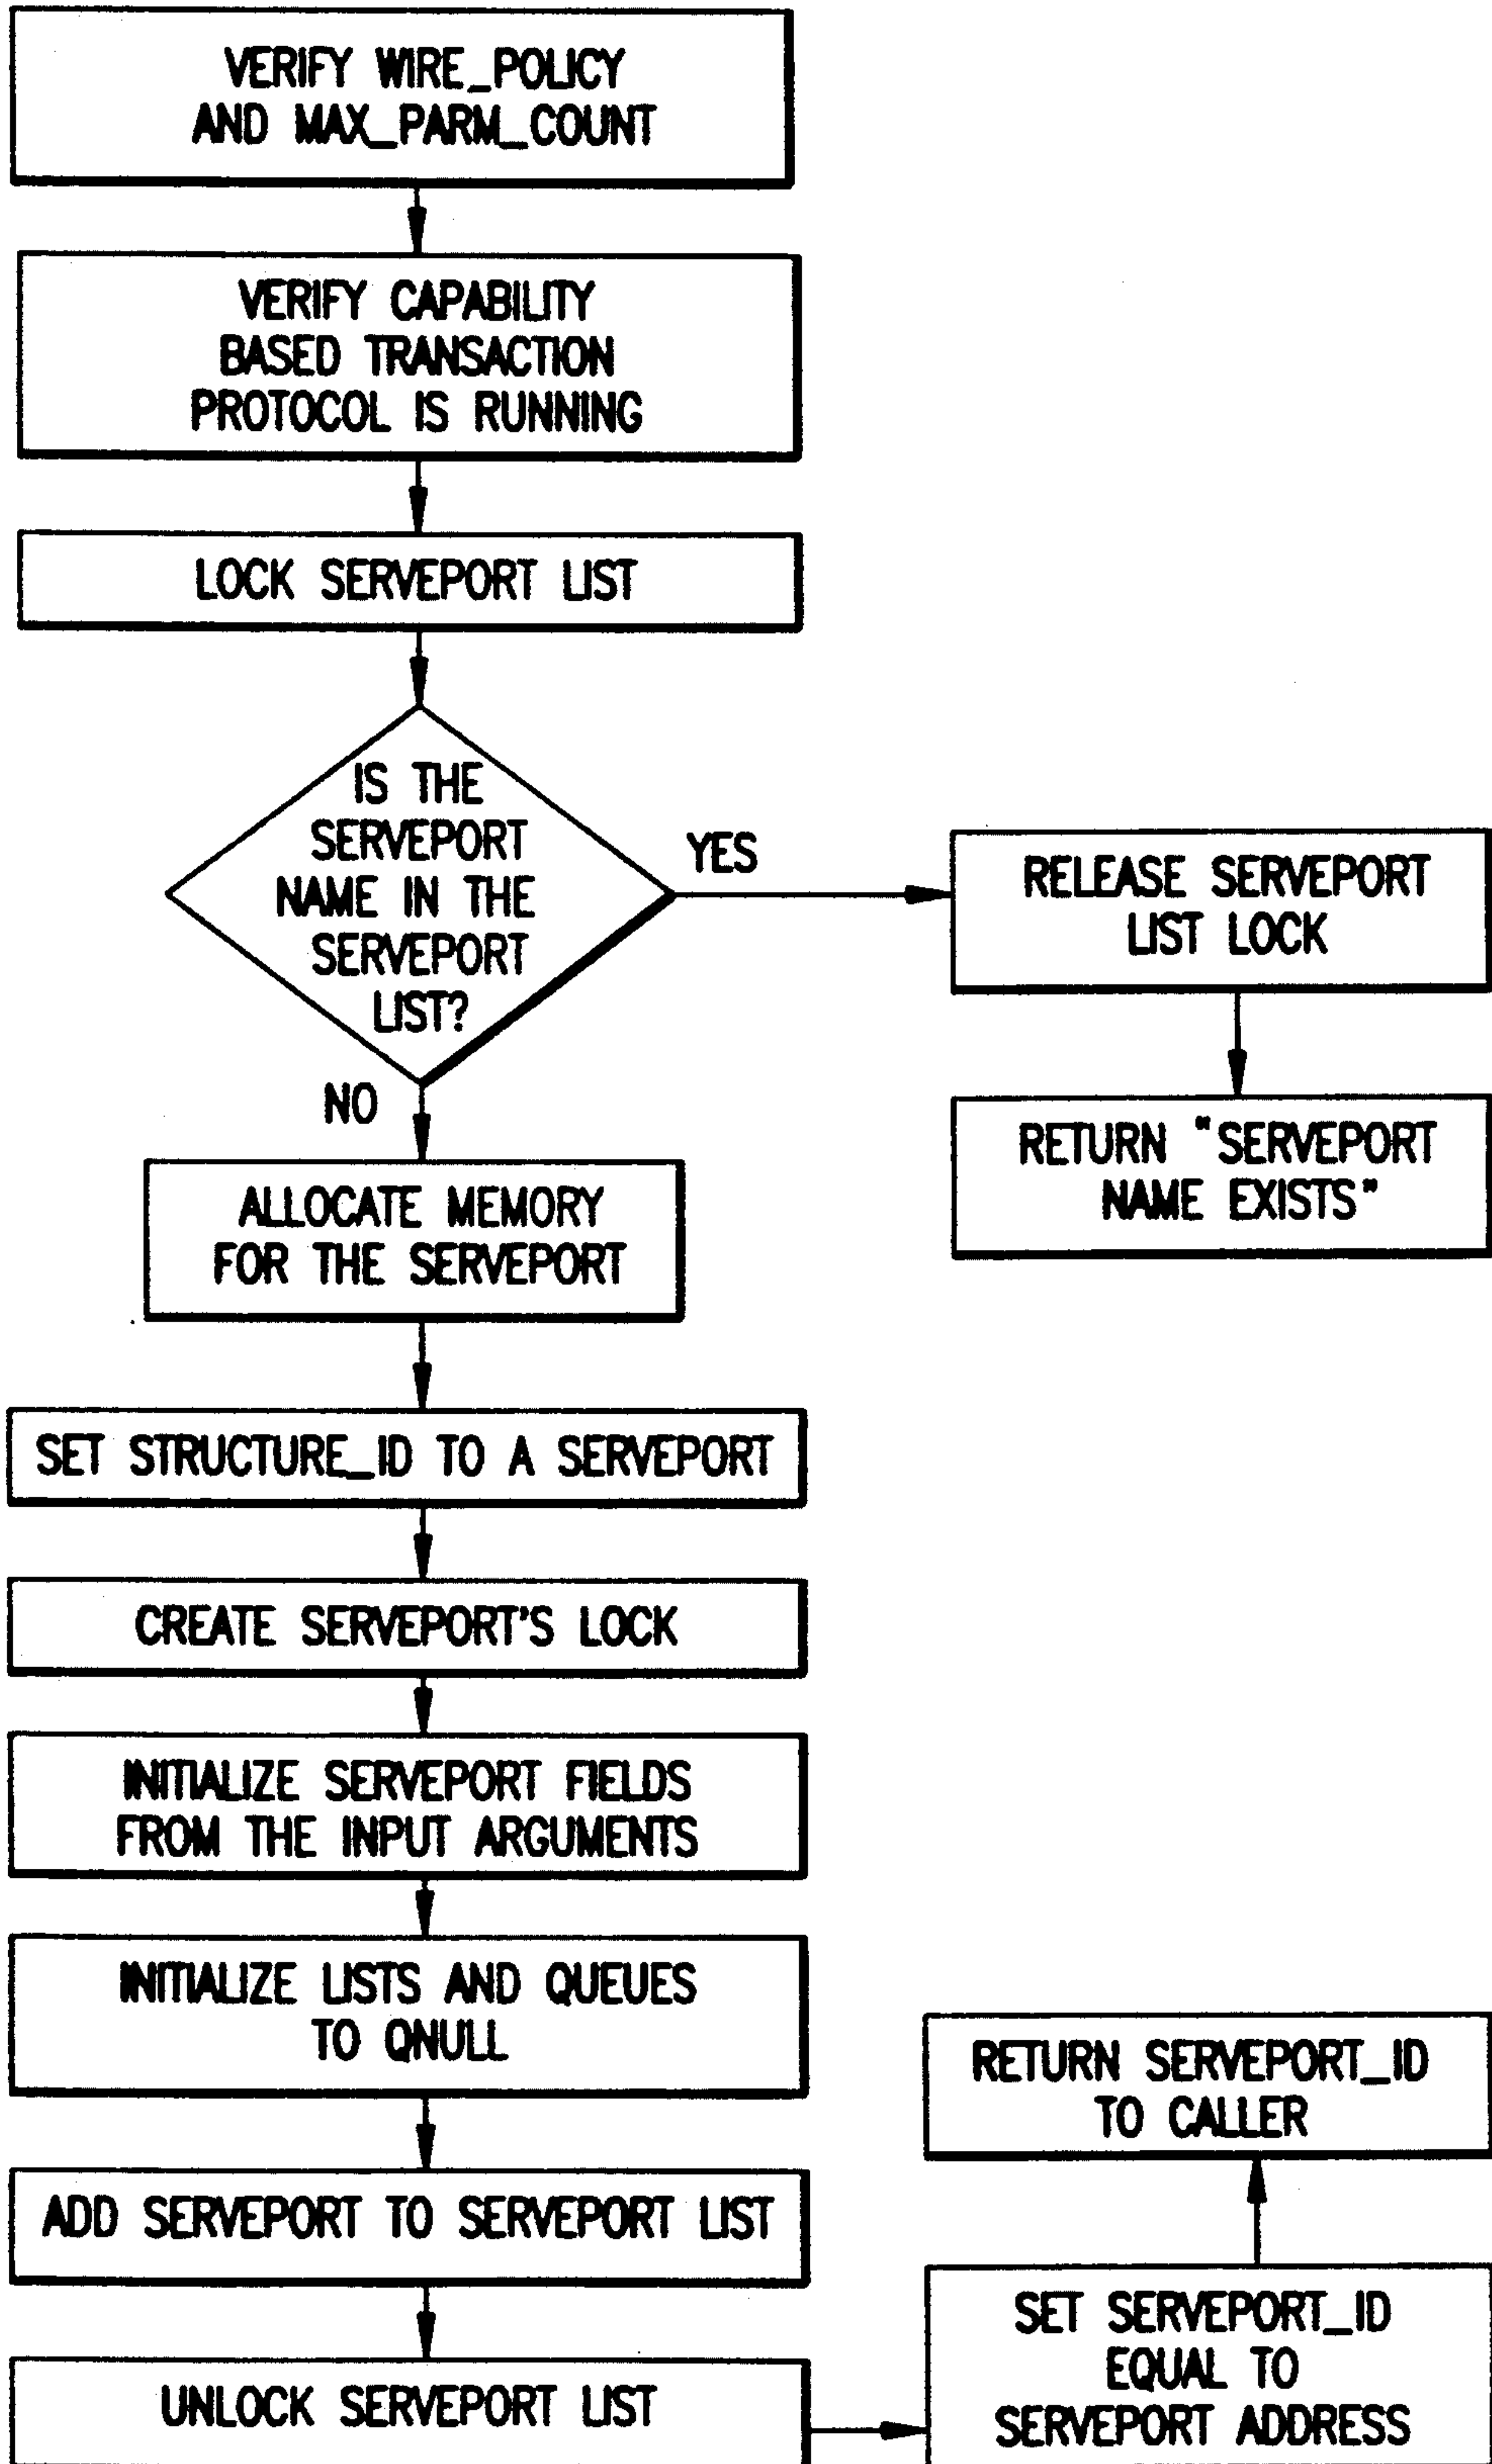 VERIFY WIRE_POLICY
AND MAX_PARM_COUNT
VERIFY CAPABILITY
BASED TRANSACTION
PROTOCOL IS RUNNING
LOCK SERVEPORT LIST
IS THE
SERVEPORT
NAME IN THE
SERVEPORT
LIST?
YES
RELEASE SERVEPORT
LIST LOCK
RETURN "SERVEPORT
NAME EXISTS"
NO
ALLOCATE MEMORY
FOR THE SERVEPORT
SET STRUCTURE_ID TO A SERVEPORT
CREATE SERVEPORT'S LOCK
INITIALIZE SERVEPORT FIELDS
FROM THE INPUT ARGUMENTS
INITIALIZE LISTS AND QUEUES
TO QNULL
ADD SERVEPORT TO SERVEPORT LIST
UNLOCK SERVEPORT LIST
SET SERVEPORT_ID
EQUAL TO
SERVEPORT ADDRESS
RETURN SERVEPORT_ID
TO CALLER